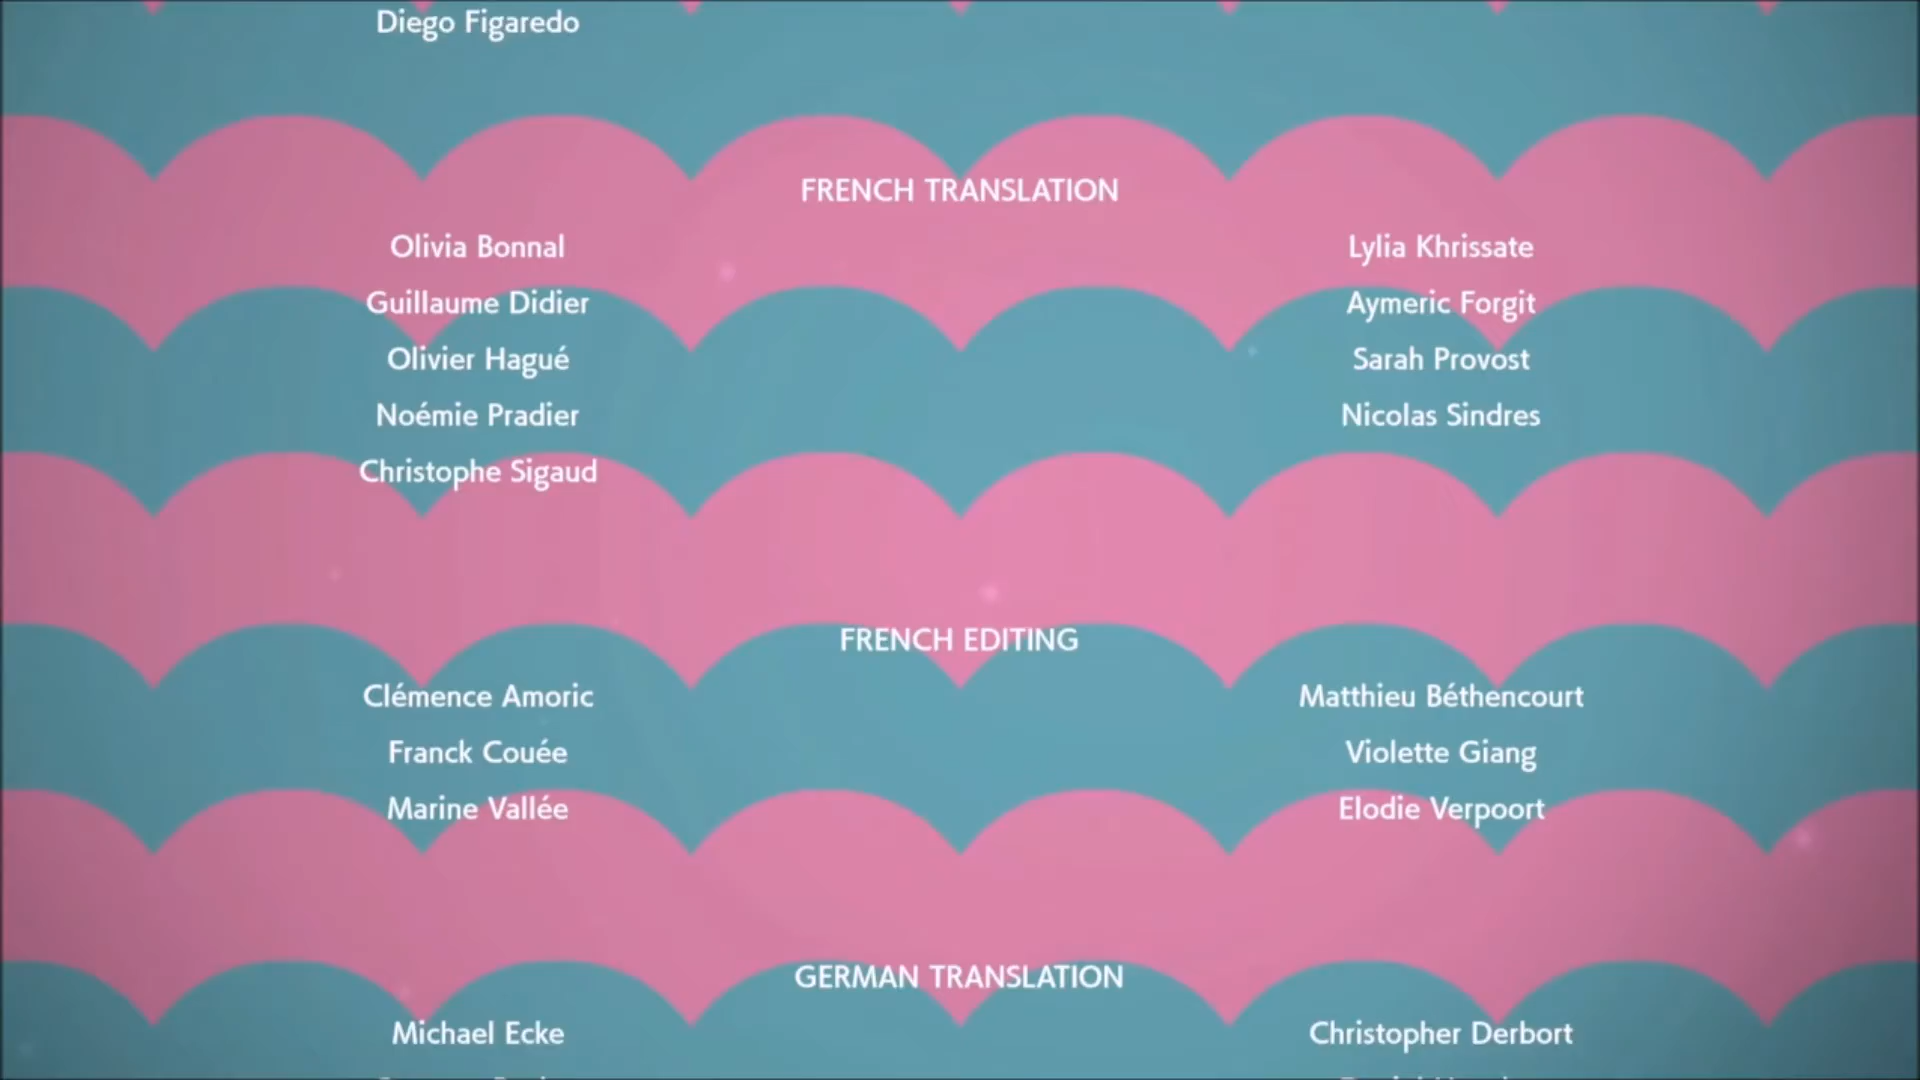 Diego Figaredo
FRENCH TRANSLATION
Olivia Bonnal
Lylia Khrissate
Guillaume Didier
Aymeric Forgit
Olivier Hagué
Sarah Provost
Noémie Pradier
Nicolas Sindres
Christophe Sigaud
FRENCH EDITING
Clémence Amoric
Matthieu Béthencourt
Franck Couée
Violette Giang
Marine Vallée
Elodie Verpoort
GERMAN TRANSLATION
Michael Ecke
Christopher Derbort